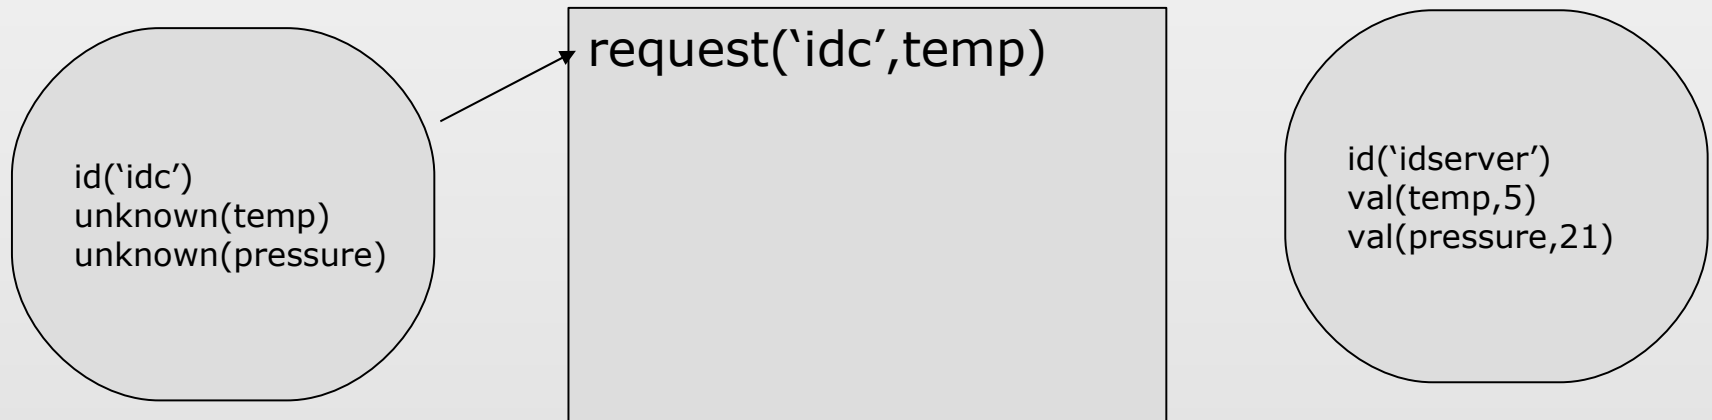 id(‘idc’)
unknown(temp)
unknown(pressure)
request(‘idc’,temp)
id(‘idserver’)
val(temp,5)
val(pressure,21)